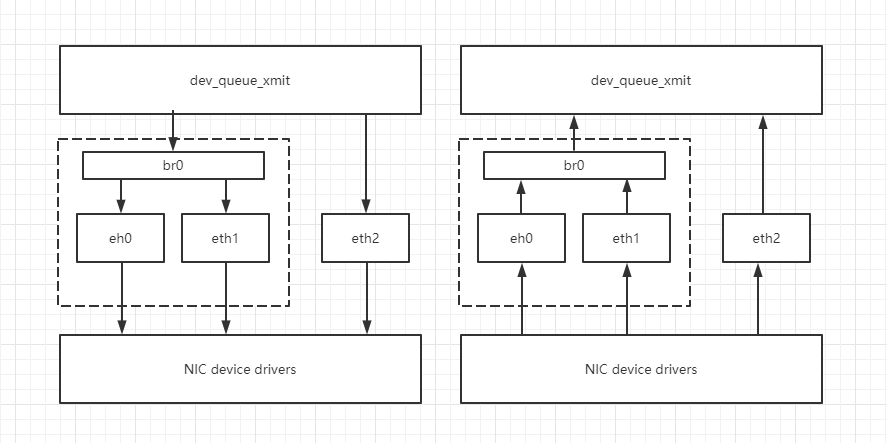 dev_queue_xmit
br0
eh0
eth1
eth2
NIC device drivers
dev_queue_xmit
br0
eh0
eth1
eth2
NIC device drivers